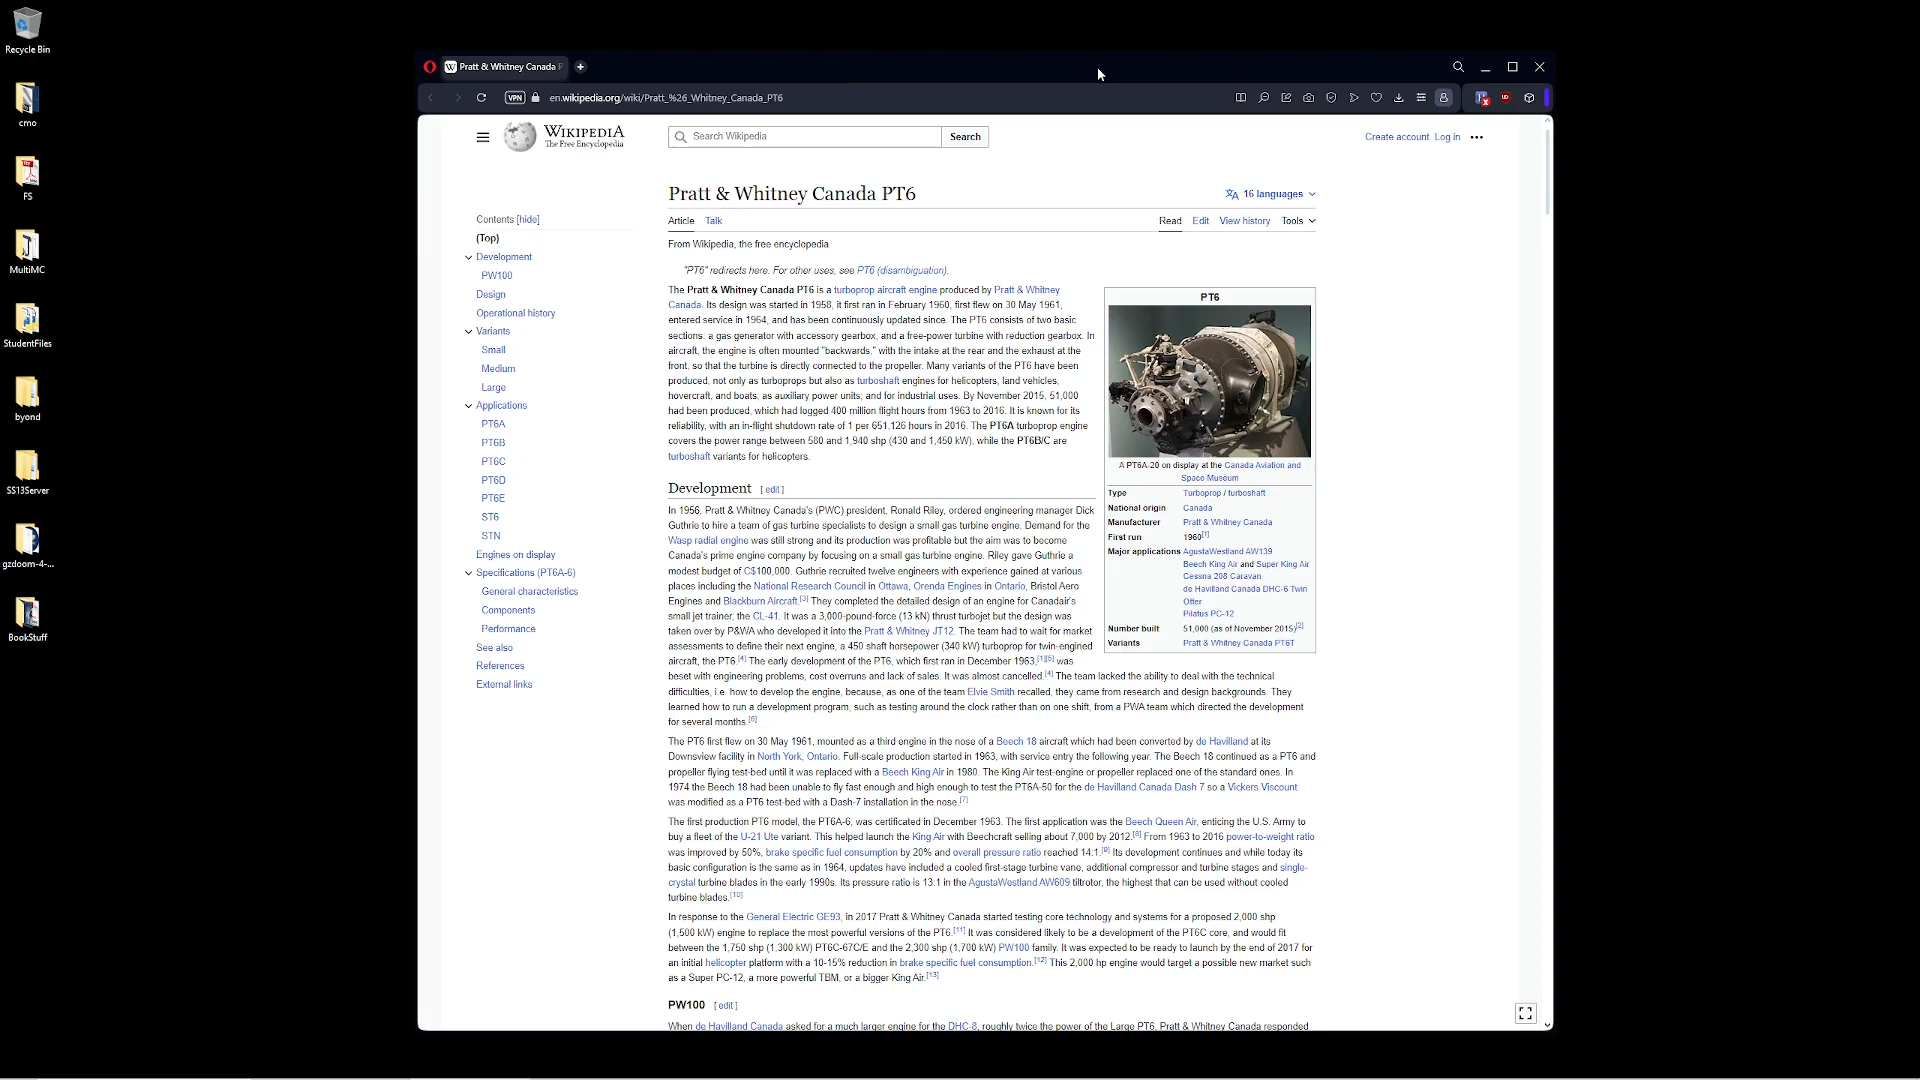 Recycle Bin
cmo
FS
MultiMC
StudentFiles
byond
SS13Server
gzdoom-4-...
BookStuff
Pratt & Whitney Canada P
VPN
en.wikipedia.org/wiki/Pratt_%26_Whitney_Canada_PT6
WIKIPEDIA
The Free Encyclopedia
Search Wikipedia
Search
Create account Log in
Contents [hide]
(Top)
Development
PW100
Design
Operational history
Variants
Small
Medium
Large
Applications
PT6A
PT6B
PT6C
PT6D
PT6E
ST6
STN
Engines on display
Specifications (PT6A-6)
General characteristics
Components
Performance
See also
References
External links
Pratt & Whitney Canada PT6
16 languages
Article Talk
Read Edit View history Tools
From Wikipedia, the free encyclopedia
"PT6" redirects here. For other uses, see PT6 (disambiguation).
The Pratt & Whitney Canada PT6 is a turboprop aircraft engine produced by Pratt & Whitney
Canada. Its design was started in 1958, it first ran in February 1960, first flew on 30 May 1961,
entered service in 1964, and has been continuously updated since. The PT6 consists of two basic
sections: a gas generator with accessory gearbox, and a free-power turbine with reduction gearbox. In
aircraft, the engine is often mounted "backwards," with the intake at the rear and the exhaust at the
front, so that the turbine is directly connected to the propeller. Many variants of the PT6 have been
produced, not only as turboprops but also as turboshaft engines for helicopters, land vehicles,
hovercraft, and boats; as auxiliary power units; and for industrial uses. By November 2015, 51,000
had been produced, which had logged 400 million flight hours from 1963 to 2016. It is known for its
reliability, with an in-flight shutdown rate of 1 per 651,126 hours in 2016. The PT6A turboprop engine
covers the power range between 580 and 1,940 shp (430 and 1,450 kW), while the PT6B/C are
turboshaft variants for helicopters.
PT6
A PT6A-20 on display at the Canada Aviation and
Space Museum
Type Turboprop / turboshaft
National origin Canada
Manufacturer Pratt & Whitney Canada
First run 1960[1]
Major applications AgustaWestland AW139
Beech King Air and Super King Air
Cessna 208 Caravan
de Havilland Canada DHC-6 Twin
Otter
Pilatus PC-12
Number built 51,000 (as of November 2015)[2]
Variants Pratt & Whitney Canada PT6T
Development [ edit ]
In 1956, Pratt & Whitney Canada's (PWC) president, Ronald Riley, ordered engineering manager Dick
Guthrie to hire a team of gas turbine specialists to design a small gas turbine engine. Demand for the
Wasp radial engine was still strong and its production was profitable but the aim was to become
Canada's prime engine company by focusing on a small gas turbine engine. Riley gave Guthrie a
modest budget of C$100,000. Guthrie recruited twelve engineers with experience gained at various
places including the National Research Council in Ottawa, Orenda Engines in Ontario, Bristol Aero
Engines and Blackburn Aircraft.[3] They completed the detailed design of an engine for Canadair's
small jet trainer, the CL-41. It was a 3,000-pound-force (13 kN) thrust turbojet but the design was
taken over by P&WA who developed it into the Pratt & Whitney JT12. The team had to wait for market
assessments to define their next engine, a 450 shaft horsepower (340 kW) turboprop for twin-engined
aircraft, the PT6.[4] The early development of the PT6, which first ran in December 1963,[1][5] was
beset with engineering problems, cost overruns and lack of sales. It was almost cancelled.[4] The team lacked the ability to deal with the technical
difficulties, i.e. how to develop the engine, because, as one of the team Elvie Smith recalled, they came from research and design backgrounds. They
learned how to run a development program, such as testing around the clock rather than on one shift, from a PWA team which directed the development
for several months.[6]
The PT6 first flew on 30 May 1961, mounted as a third engine in the nose of a Beech 18 aircraft which had been converted by de Havilland at its
Downsview facility in North York, Ontario. Full-scale production started in 1963, with service entry the following year. The Beech 18 continued as a PT6 and
propeller flying test-bed until it was replaced with a Beech King Air in 1980. The King Air test-engine or propeller replaced one of the standard ones. In
1974 the Beech 18 had been unable to fly fast enough and high enough to test the PT6A-50 for the de Havilland Canada Dash 7 so a Vickers Viscount
was modified as a PT6 test-bed with a Dash-7 installation in the nose.[7]
The first production PT6 model, the PT6A-6, was certificated in December 1963. The first application was the Beech Queen Air, enticing the U.S. Army to
buy a fleet of the U-21 Ute variant. This helped launch the King Air with Beechcraft selling about 7,000 by 2012.[8] From 1963 to 2016 power-to-weight ratio
was improved by 50%, brake specific fuel consumption by 20% and overall pressure ratio reached 14:1.[9] Its development continues and while today its
basic configuration is the same as in 1964, updates have included a cooled first-stage turbine vane, additional compressor and turbine stages and single-
crystal turbine blades in the early 1990s. Its pressure ratio is 13:1 in the AgustaWestland AW609 tiltrotor, the highest that can be used without cooled
turbine blades.[10]
In response to the General Electric GE93, in 2017 Pratt & Whitney Canada started testing core technology and systems for a proposed 2,000 shp
(1,500 kW) engine to replace the most powerful versions of the PT6.[11] It was considered likely to be a development of the PT6C core, and would fit
between the 1,750 shp (1,300 kW) PT6C-67C/E and the 2,300 shp (1,700 kW) PW100 family. It was expected to be ready to launch by the end of 2017 for
an initial helicopter platform with a 10-15% reduction in brake specific fuel consumption.[12] This 2,000 hp engine would target a possible new market such
as a Super PC-12, a more powerful TBM, or a bigger King Air.[13]
PW100 [ edit ]
When de Havilland Canada asked for a much larger engine for the DHC-8, roughly twice the power of the Large PT6, Pratt & Whitney Canada responded